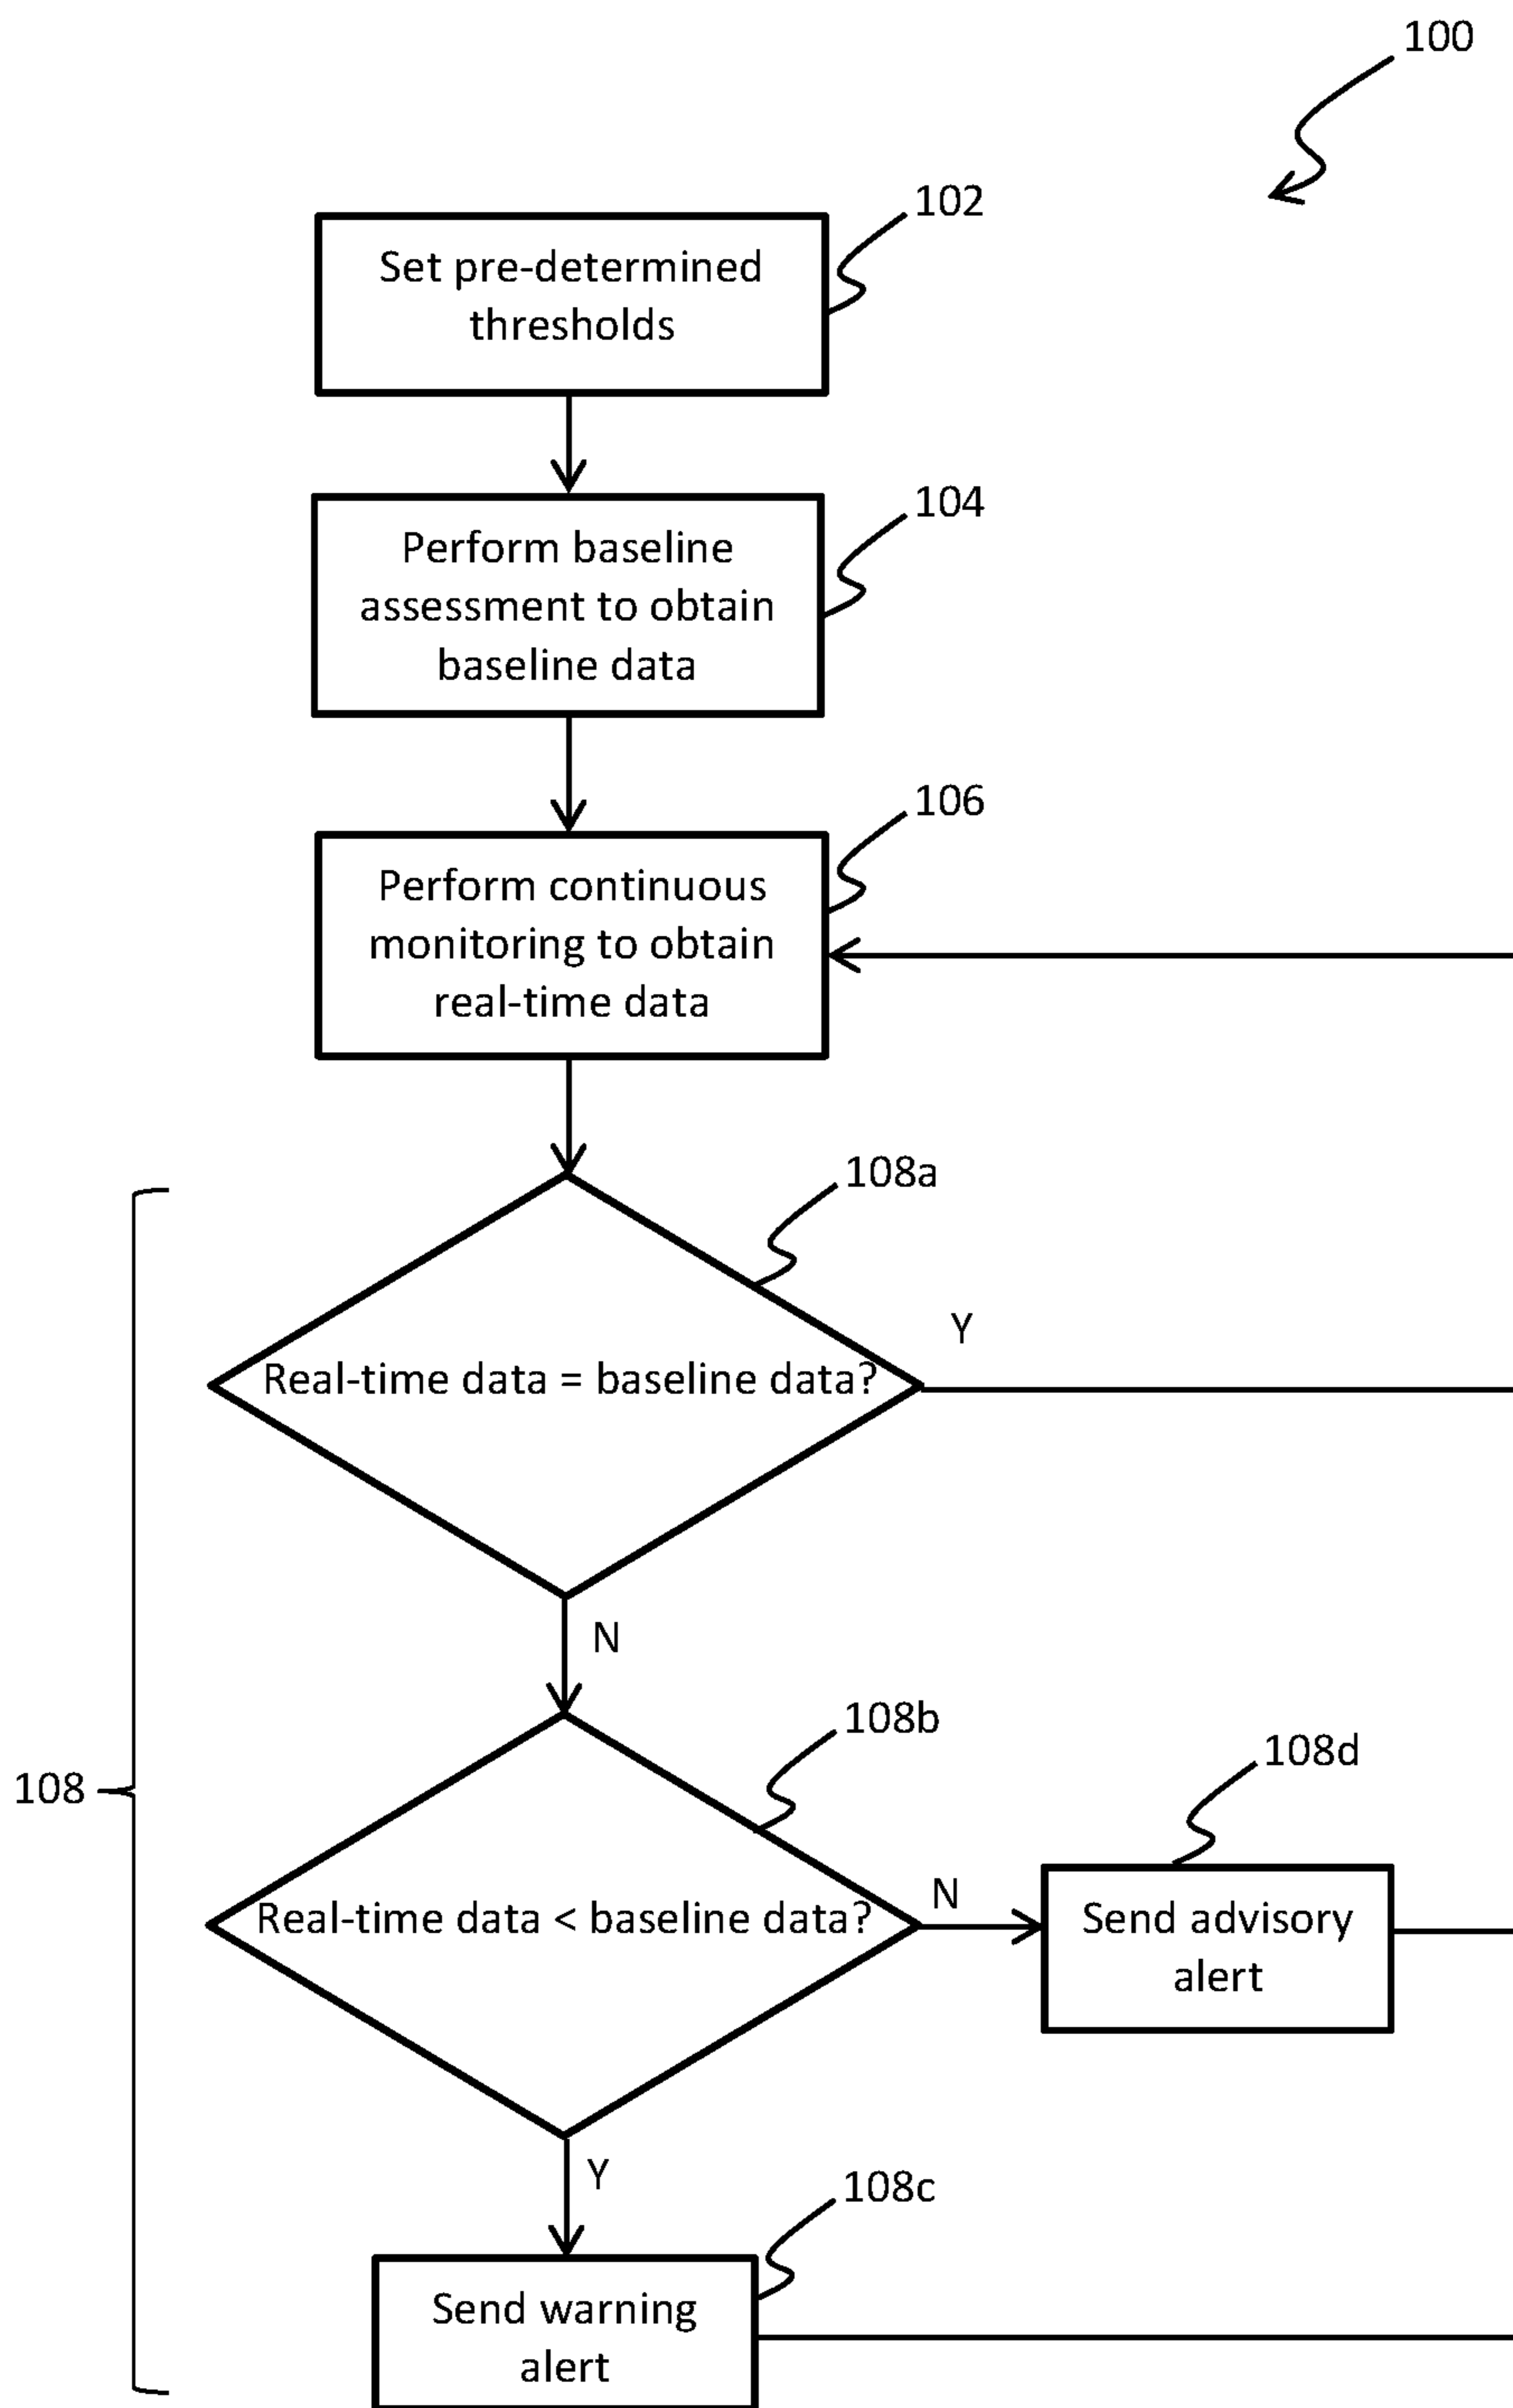 100
102
Set pre-determined
thresholds
104
Perform baseline
assessment to obtain
baseline data
106
Perform continuous
monitoring to obtain
real-time data
108a
Y
Real-time data = baseline data?
N
108b
108
108d
Real-time data < baseline data?
N
Send advisory
alert
Y
108c
Send warning
alert